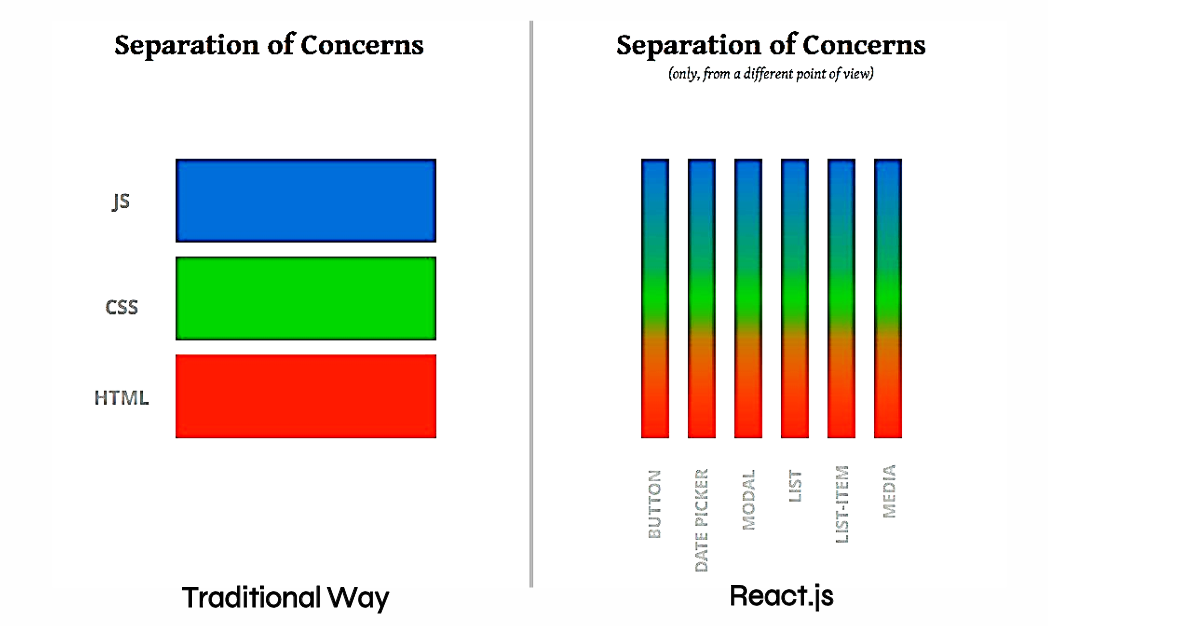 Separation of Concerns
JS
CSS
HTML
Traditional Way
Separation of Concerns
(only, from a different point of view)
BUTTON
DATE PICKER
MODAL
LIST
LIST-ITEM
MEDIA
React.js